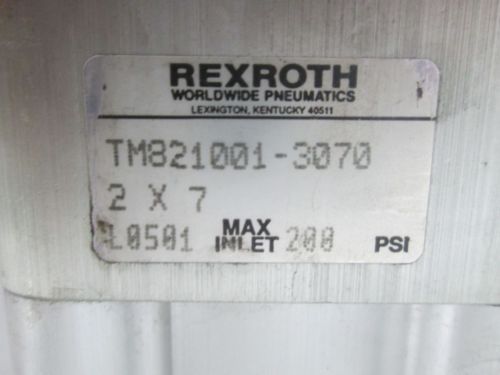 REXROTH
WORLDWIDE PNEUMATICS
LEXINGTON, KENTUCKY 40511
TM821001-3070
2 X 7
L0501 MAX INLET 200 PSI